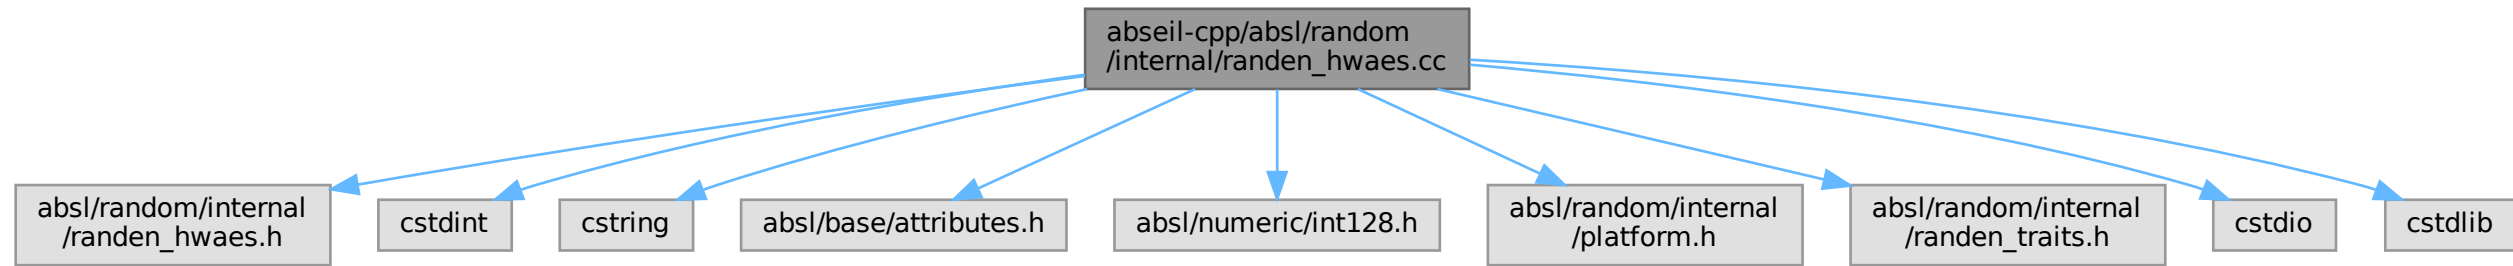 abseil-cpp/absl/random
/internal/randen_hwaes.cc
absl/random/internal
/randen_hwaes.h
cstdint
cstring
absl/base/attributes.h
absl/numeric/int128.h
absl/random/internal
/platform.h
absl/random/internal
/randen_traits.h
cstdio
cstdlib